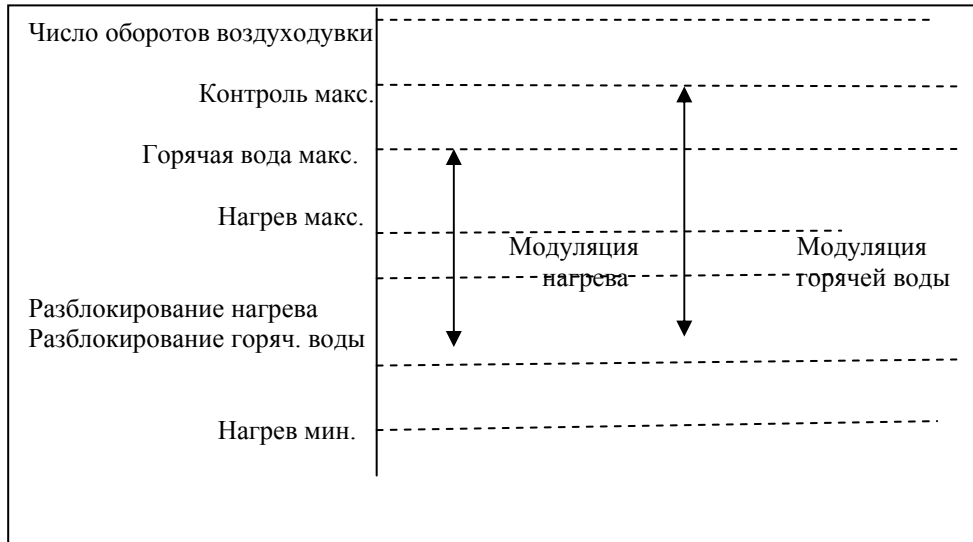 Число оборотов воздуходувки
Контроль макс.
Горячая вода макс.
Нагрев макс.
Модуляция
нагрева
Модуляция
горячей воды
Разблокирование нагрева
Разблокирование горяч. воды
Нагрев мин.